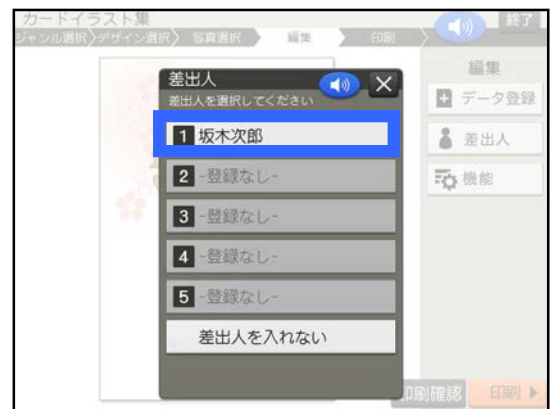 カードイラスト集
終了
ジャンル選択 デザイン選択 写真選択 編集 印刷
編集
差出人
差出人を選択してください
データ登録
1 坂木次郎
差出人
2 -登録なし-
機能
3 -登録なし-
4 -登録なし-
5 -登録なし-
差出人を入れない
印刷確認 印刷